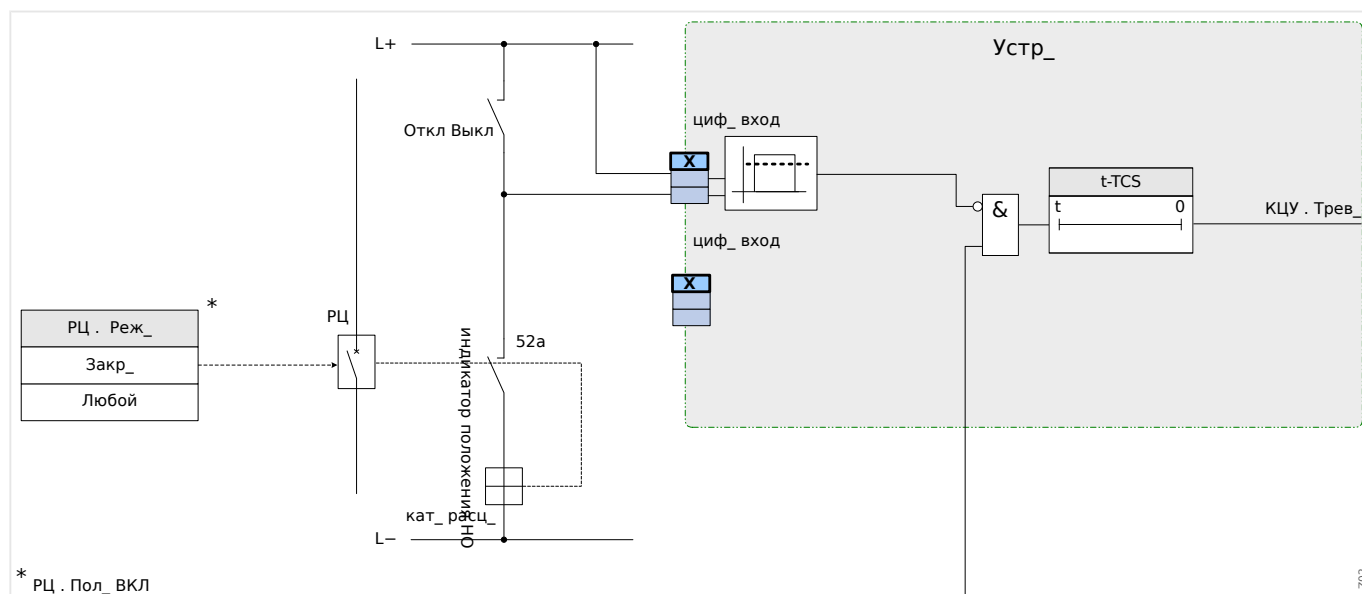 Устр_
L+
циф_ вход
Откл Выкл
X
t-TCS
&
t 0
КЦУ . Трев_
циф_ вход
X
*
РЦ . Реж_
Закр_
Любой
РЦ
52a
индикатор положения НО
кат_ расц_
L−
* РЦ . Пол_ ВКЛ